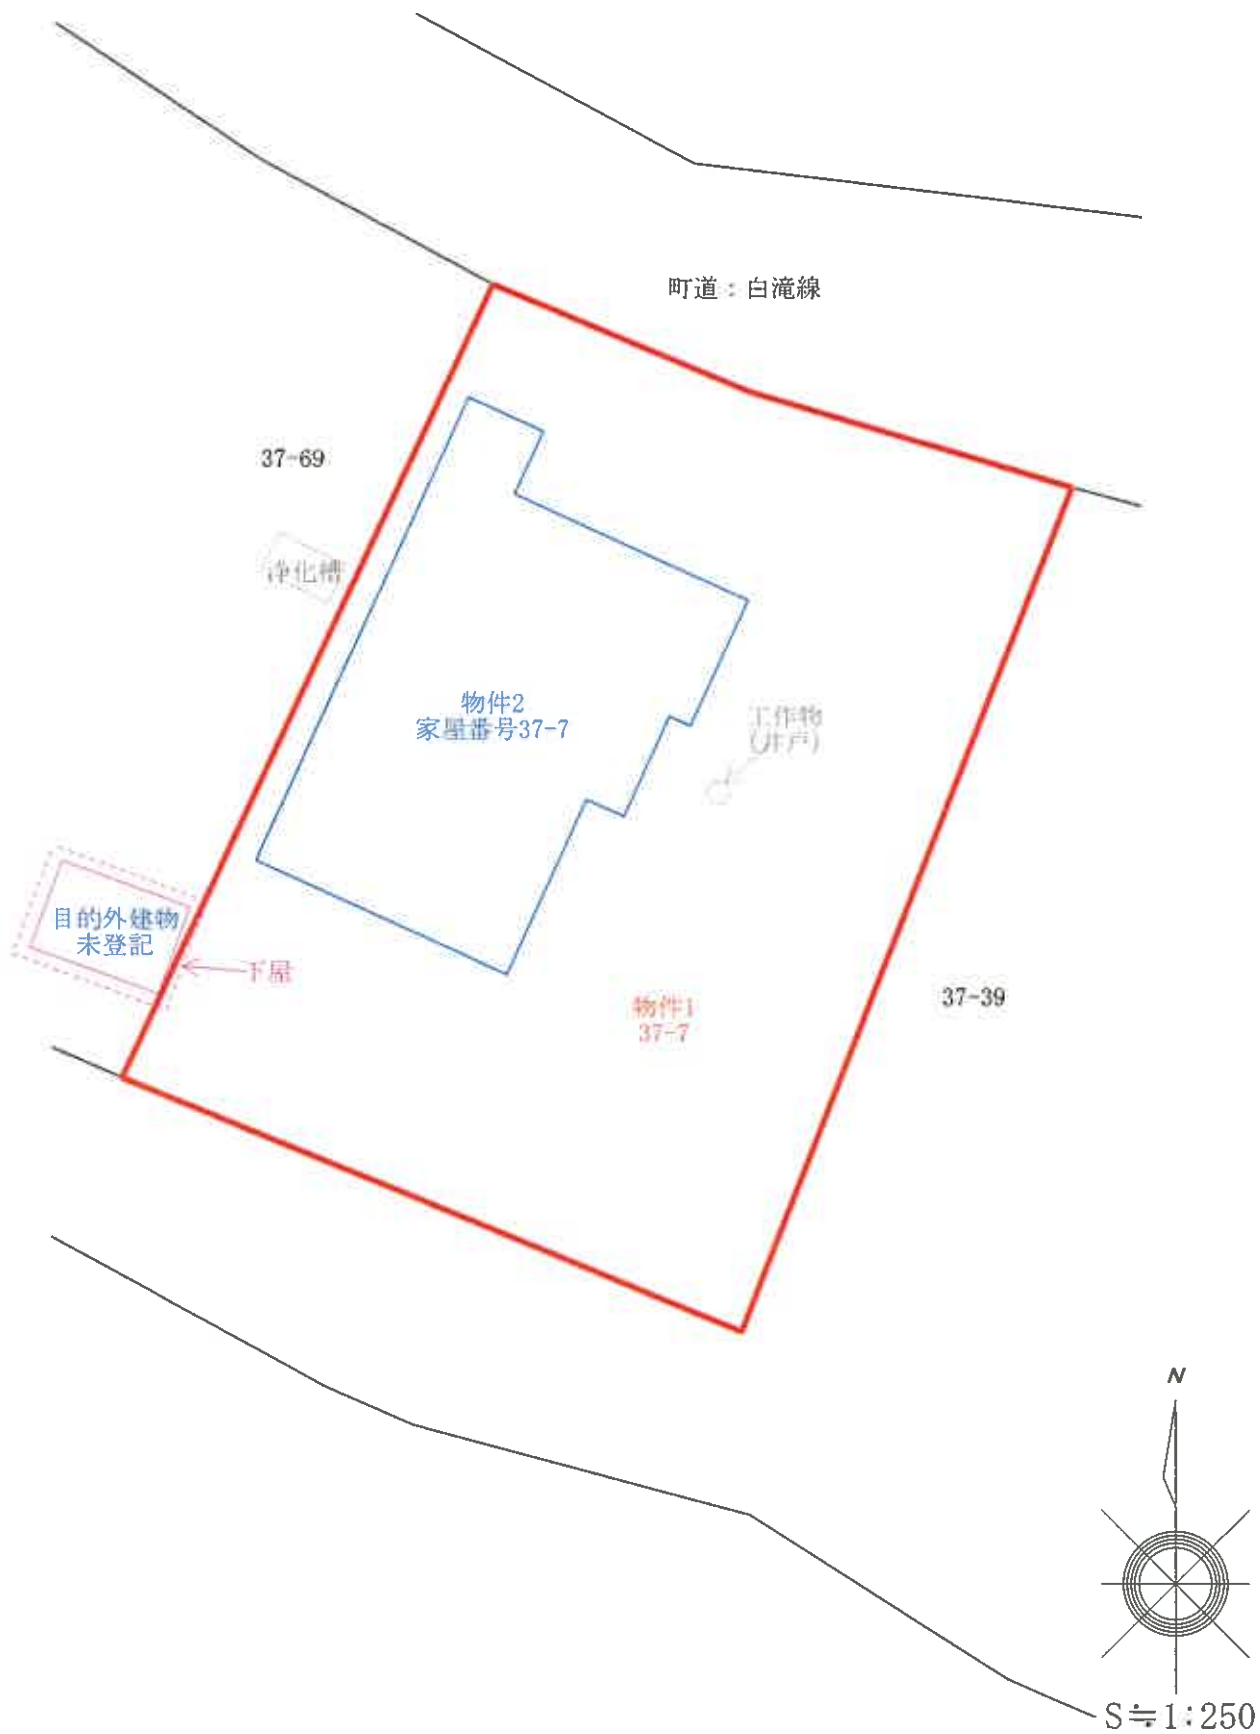 町道：白滝線
37-69
浄化槽
物件2
家屋番号37-7
工作物
(井戸)
目的外建物
未登記
下屋
物件1
37-7
37-39
N
S≒1:250